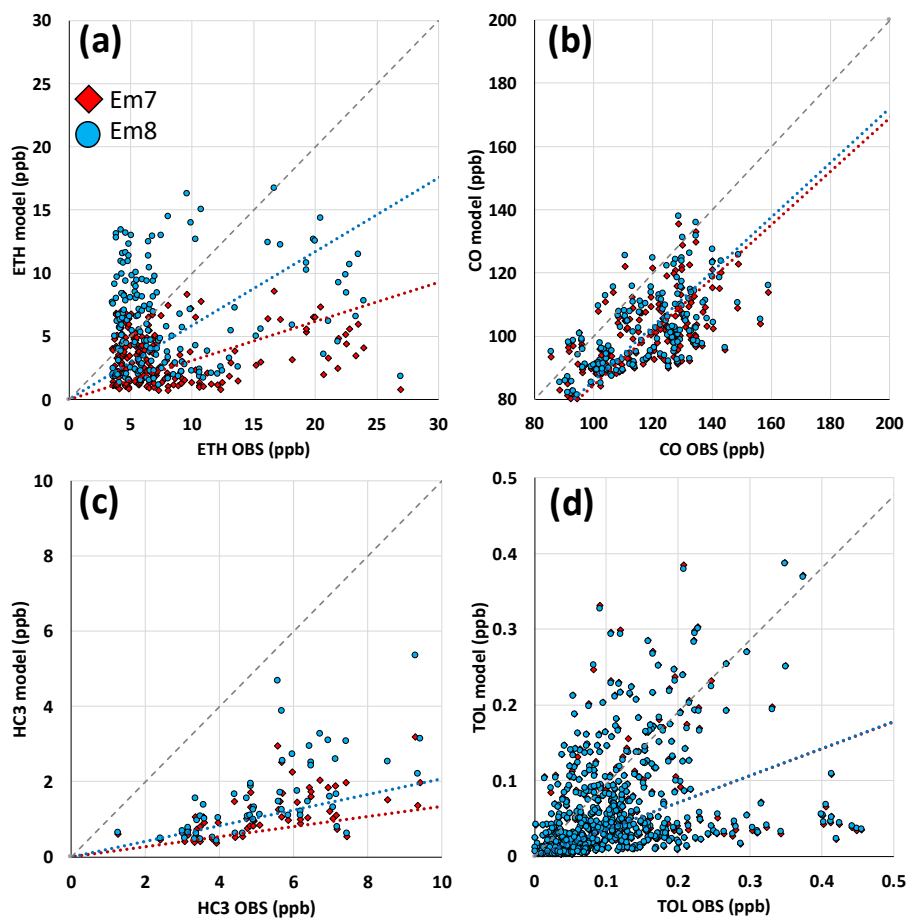 (a)
Em7
Em8
30
25
20
15
10
5
0
ETH model (ppb)
0 5 10 15 20 25 30
ETH OBS (ppb)
(b)
200
180
160
140
120
100
80
CO model (ppb)
80 100 120 140 160 180 200
CO OBS (ppb)
(c)
10
8
6
4
2
0
HC3 model (ppb)
0 2 4 6 8 10
HC3 OBS (ppb)
(d)
0.5
0.4
0.3
0.2
0.1
0
TOL model (ppb)
0 0.1 0.2 0.3 0.4 0.5
TOL OBS (ppb)